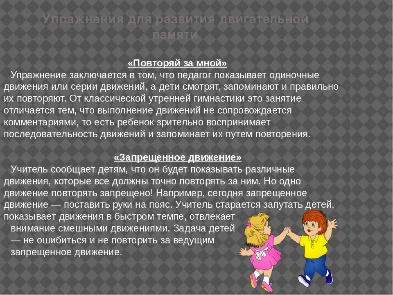 Упражнения для развития двигательной
памяти
«Повторяй за мной»
Упражнение заключается в том, что педагог показывает одиночные
движения или серии движений, а дети смотрят, запоминают и правильно
их повторяют. От классической утренней гимнастики это занятие
отличается тем, что выполнение движений не сопровождается
комментариями, то есть ребенок зрительно воспринимает
последовательность движений и запоминает их путем повторения.
«Запрещенное движение»
Учитель сообщает детям, что он будет показывать различные
движения, которые все должны точно повторять за ним. Но одно
движение повторять запрещено! Например, сегодня запрещенное
движение — поставить руки на пояс. Учитель старается запутать детей,
показывает движения в быстром темпе, отвлекает
внимание смешными движениями. Задача детей
— не ошибиться и не повторить за ведущим
запрещенное движение.